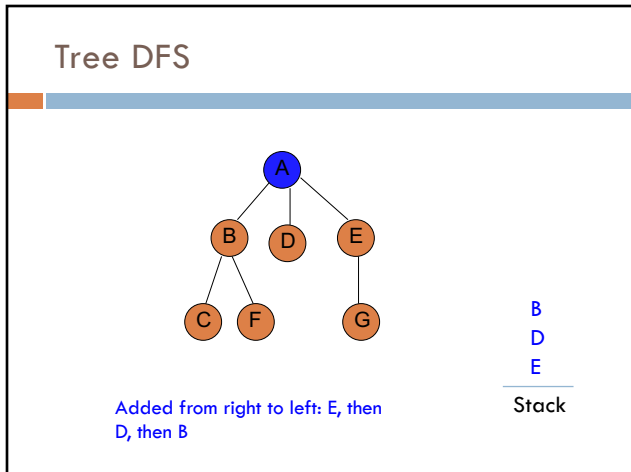 Tree DFS
A
B D E
C F G
B
D
E
Stack
Added from right to left: E, then
D, then B